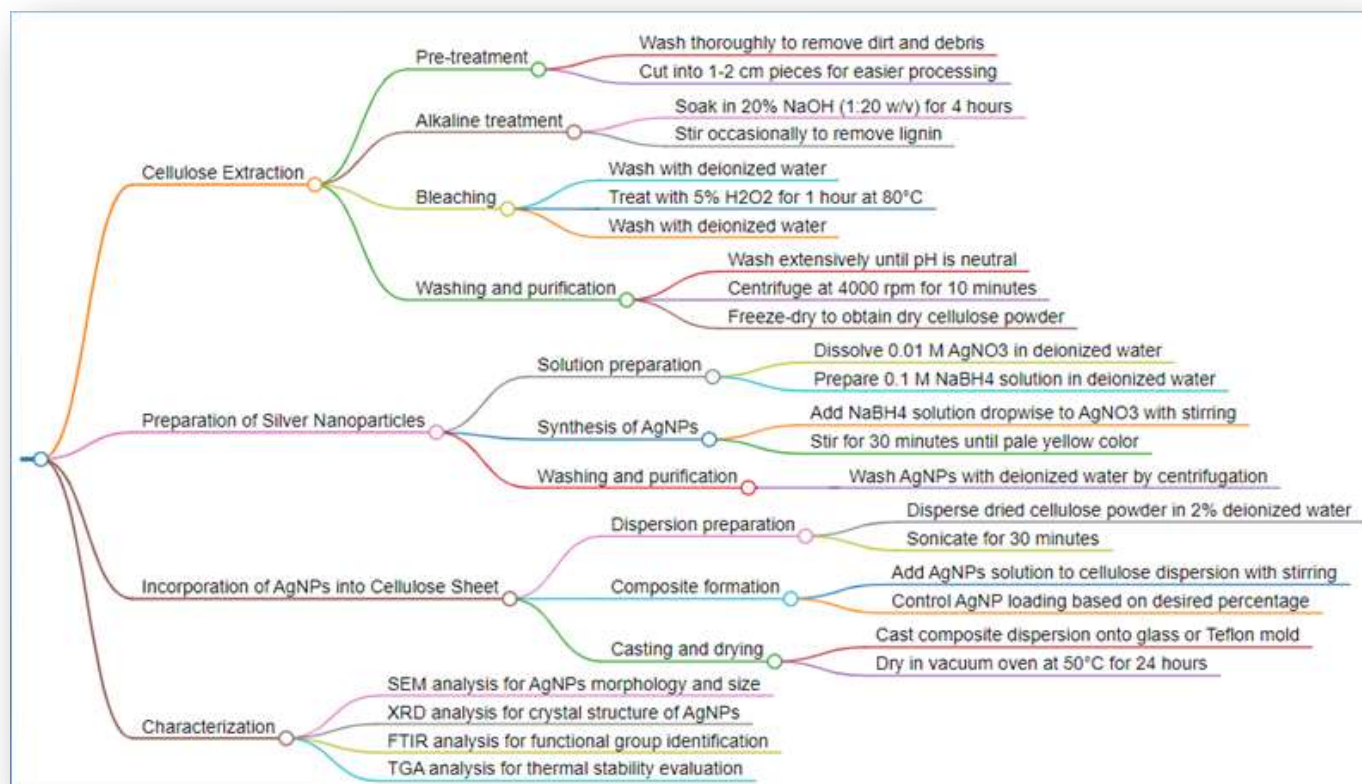 Cellulose Extraction
Pre-treatment
Wash thoroughly to remove dirt and debris
Cut into 1-2 cm pieces for easier processing
Alkaline treatment
Soak in 20% NaOH (1:20 w/v) for 4 hours
Stir occasionally to remove lignin
Bleaching
Wash with deionized water
Treat with 5% H2O2 for 1 hour at 80°C
Wash with deionized water
Washing and purification
Wash extensively until pH is neutral
Centrifuge at 4000 rpm for 10 minutes
Freeze-dry to obtain dry cellulose powder
Preparation of Silver Nanoparticles
Solution preparation
Dissolve 0.01 M AgNO3 in deionized water
Prepare 0.1 M NaBH4 solution in deionized water
Synthesis of AgNPs
Add NaBH4 solution dropwise to AgNO3 with stirring
Stir for 30 minutes until pale yellow color
Washing and purification
Wash AgNPs with deionized water by centrifugation
Incorporation of AgNPs into Cellulose Sheet
Dispersion preparation
Disperse dried cellulose powder in 2% deionized water
Sonicate for 30 minutes
Composite formation
Add AgNPs solution to cellulose dispersion with stirring
Control AgNP loading based on desired percentage
Casting and drying
Cast composite dispersion onto glass or Teflon mold
Dry in vacuum oven at 50°C for 24 hours
Characterization
SEM analysis for AgNPs morphology and size
XRD analysis for crystal structure of AgNPs
FTIR analysis for functional group identification
TGA analysis for thermal stability evaluation